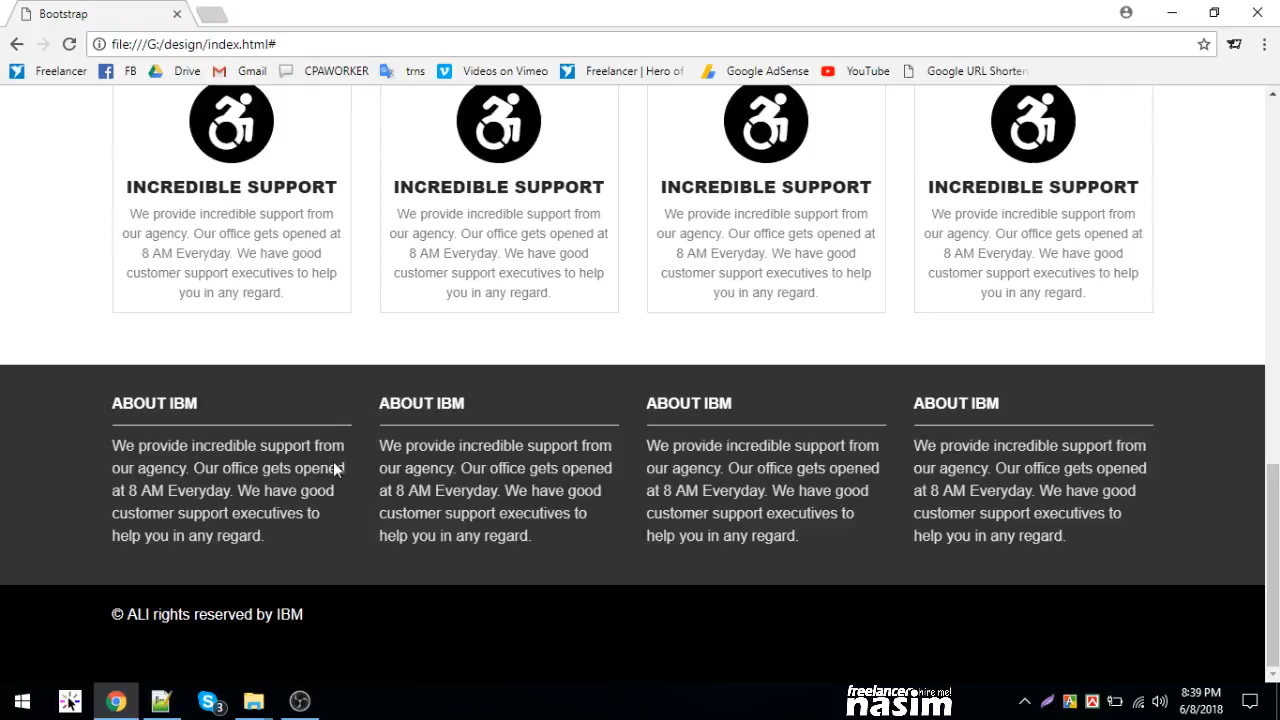 Bootstrap
file:///G:/design/index.html#
Freelancer FB Drive Gmail CPAWORKER trns Videos on Vimeo Freelancer | Hero of Google AdSense YouTube Google URL Shorten
INCREDIBLE SUPPORT
We provide incredible support from
our agency. Our office gets opened at
8 AM Everyday. We have good
customer support executives to help
you in any regard.
INCREDIBLE SUPPORT
We provide incredible support from
our agency. Our office gets opened at
8 AM Everyday. We have good
customer support executives to help
you in any regard.
INCREDIBLE SUPPORT
We provide incredible support from
our agency. Our office gets opened at
8 AM Everyday. We have good
customer support executives to help
you in any regard.
INCREDIBLE SUPPORT
We provide incredible support from
our agency. Our office gets opened at
8 AM Everyday. We have good
customer support executives to help
you in any regard.
ABOUT IBM
We provide incredible support from
our agency. Our office gets opened
at 8 AM Everyday. We have good
customer support executives to
help you in any regard.
ABOUT IBM
We provide incredible support from
our agency. Our office gets opened
at 8 AM Everyday. We have good
customer support executives to
help you in any regard.
ABOUT IBM
We provide incredible support from
our agency. Our office gets opened
at 8 AM Everyday. We have good
customer support executives to
help you in any regard.
ABOUT IBM
We provide incredible support from
our agency. Our office gets opened
at 8 AM Everyday. We have good
customer support executives to
help you in any regard.
© ALl rights reserved by IBM
3
freelancer hire me!
nasim
8:39 PM
6/8/2018